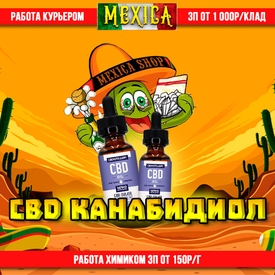 РАБОТА КУРЬЕРОМ
MEXICA
ЗП ОТ 1 000Р/КЛАД
MEXICA SHOP
CBD
CBD
CBD КАНАБИДИОЛ
РАБОТА ХИМИКОМ ЗП ОТ 150Р/Г